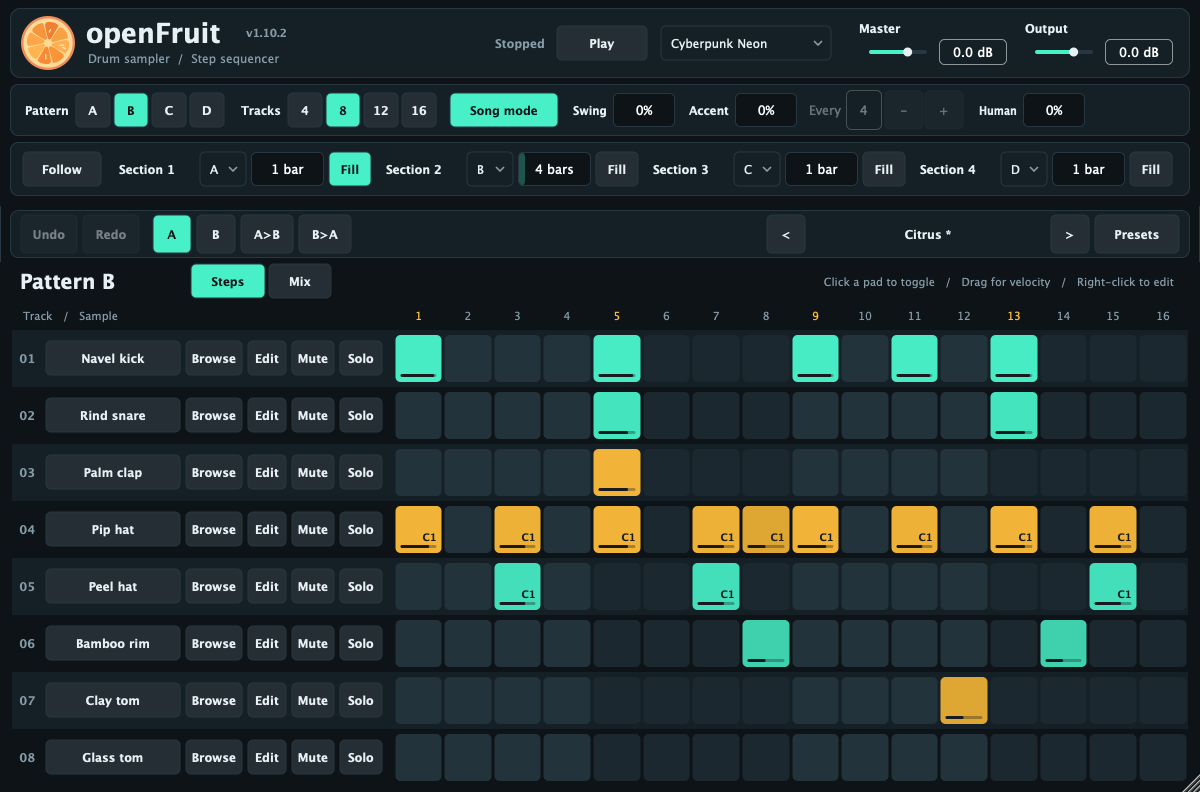 openFruit v1.10.2
Drum sampler / Step sequencer
Stopped Play Cyberpunk Neon
Master 0.0 dB
Output 0.0 dB
Pattern A B C D Tracks 4 8 12 16 Song mode Swing 0% Accent 0% Every 4 - + Human 0%
Follow Section 1 A 1 bar Fill Section 2 B 4 bars Fill Section 3 C 1 bar Fill Section 4 D 1 bar Fill
Undo Redo A B A>B B>A < Citrus * > Presets
Pattern B Steps Mix Click a pad to toggle / Drag for velocity / Right-click to edit
Track / Sample 1 2 3 4 5 6 7 8 9 10 11 12 13 14 15 16
01 Navel kick Browse Edit Mute Solo
02 Rind snare Browse Edit Mute Solo
03 Palm clap Browse Edit Mute Solo
04 Pip hat Browse Edit Mute Solo C1 C1 C1 C1 C1 C1 C1 C1 C1
05 Peel hat Browse Edit Mute Solo C1 C1 C1
06 Bamboo rim Browse Edit Mute Solo
07 Clay tom Browse Edit Mute Solo
08 Glass tom Browse Edit Mute Solo